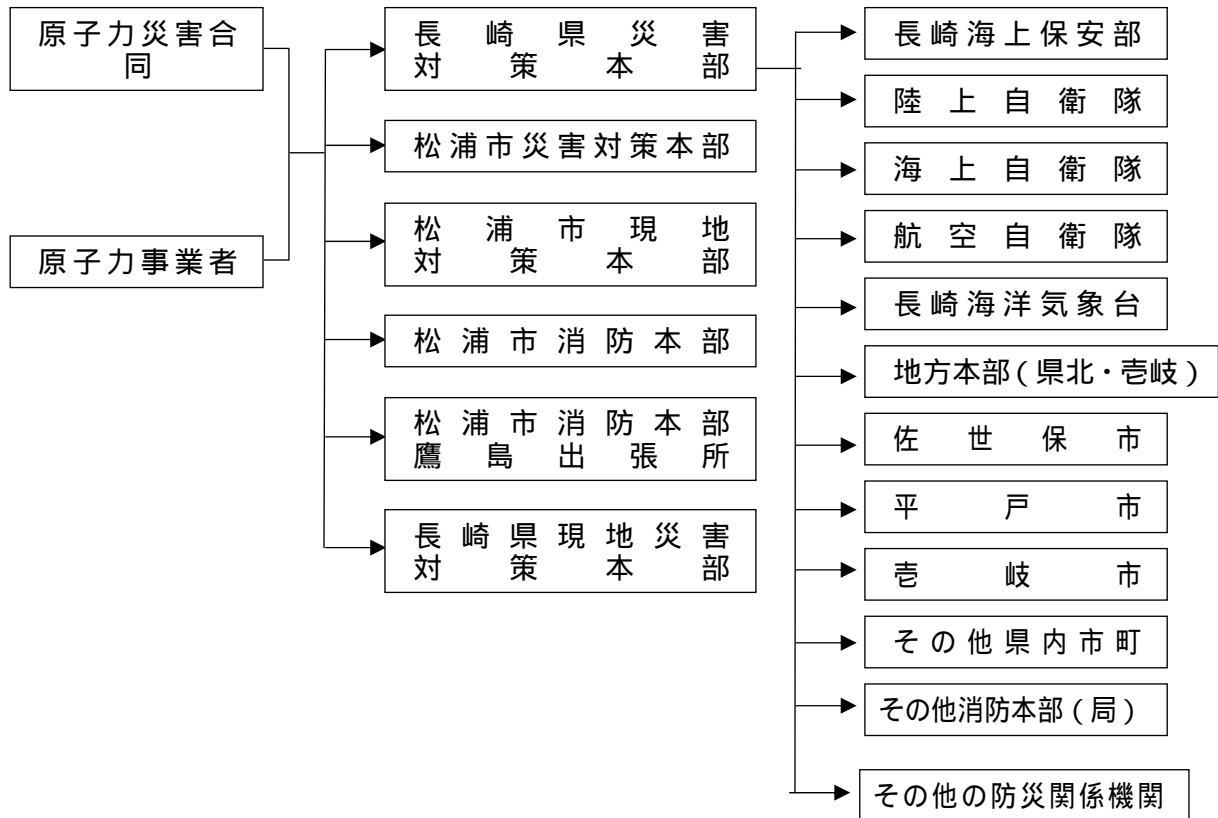 原子力災害合
同
原子力事業者
長崎県災害
対策本部
松浦市災害対策本部
松浦市現地
対策本部
松浦市消防本部
松浦市消防本部
鷹島出張所
長崎県現地災害
対策本部
長崎海上保安部
陸上自衛隊
海上自衛隊
航空自衛隊
長崎海洋気象台
地方本部(県北・壱岐)
佐世保市
平戸市
壱岐市
その他県内市町
その他消防本部(局)
その他の防災関係機関